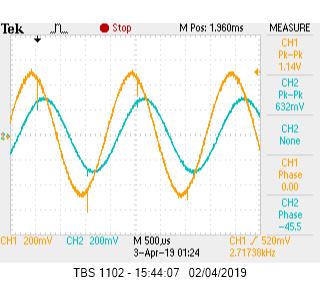 Tek Stop M Pos: 1.960ms MEASURE
CH1
Pk-Pk
1.14V
CH2
Pk-Pk
632mV
CH2
None
CH1
Phase
0.00
CH2
Phase
-45.5
2
CH1 200mV CH2 200mV M 500µs CH1 / 520mV
3-Apr-19 01:24 2.71738kHz
TBS 1102 - 15:44:07 02/04/2019